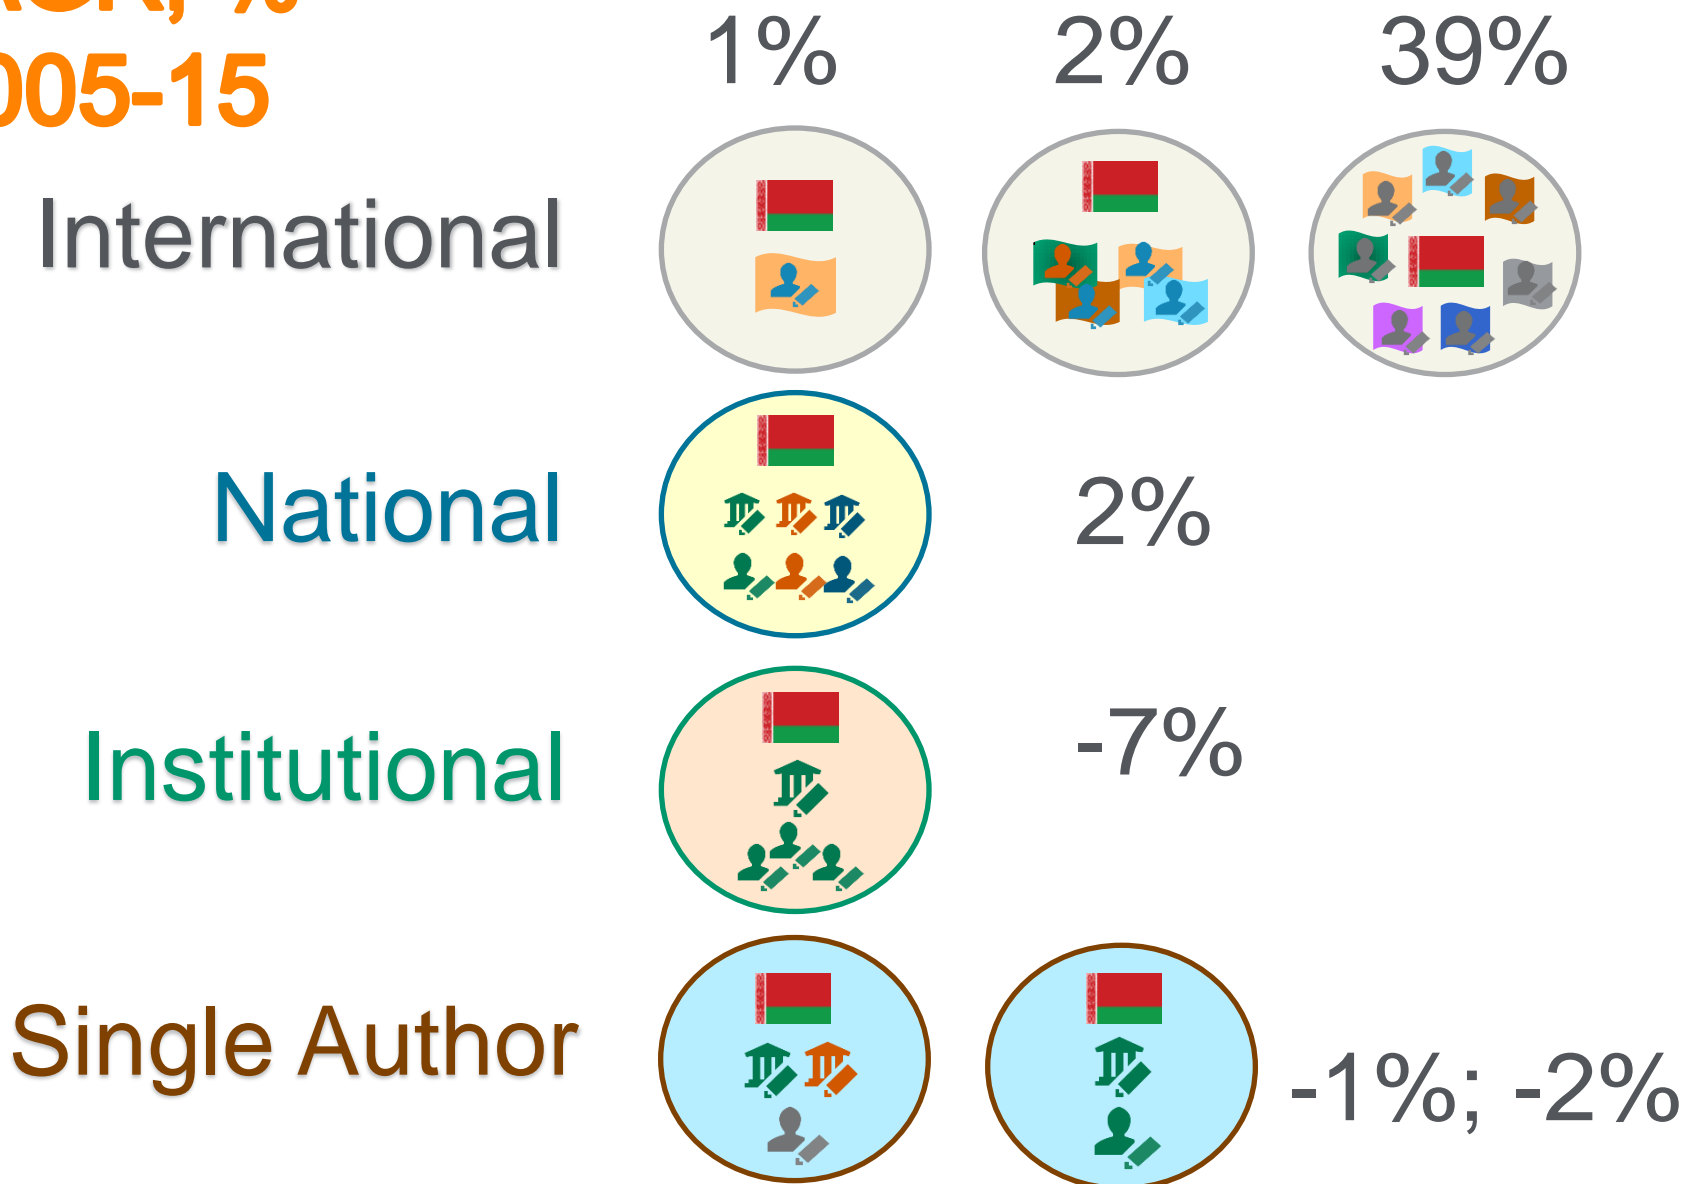 005-15
1% 2% 39%
International
National 2%
Institutional -7%
Single Author -1%; -2%